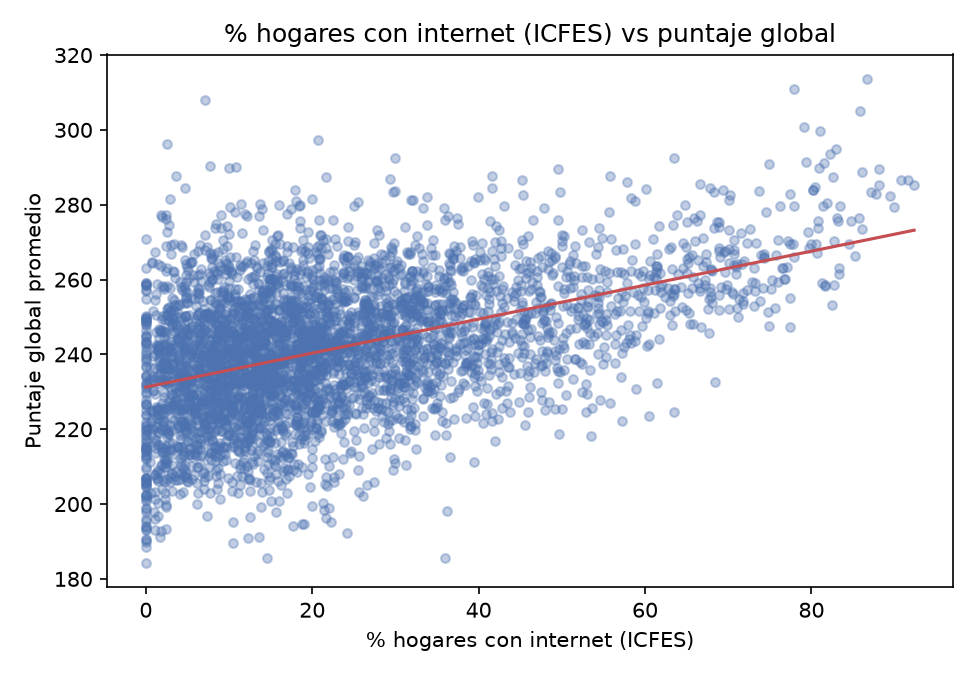 % hogares con internet (ICFES) vs puntaje global
320
300
280
260
240
220
200
180
Puntaje global promedio
0 20 40 60 80
% hogares con internet (ICFES)